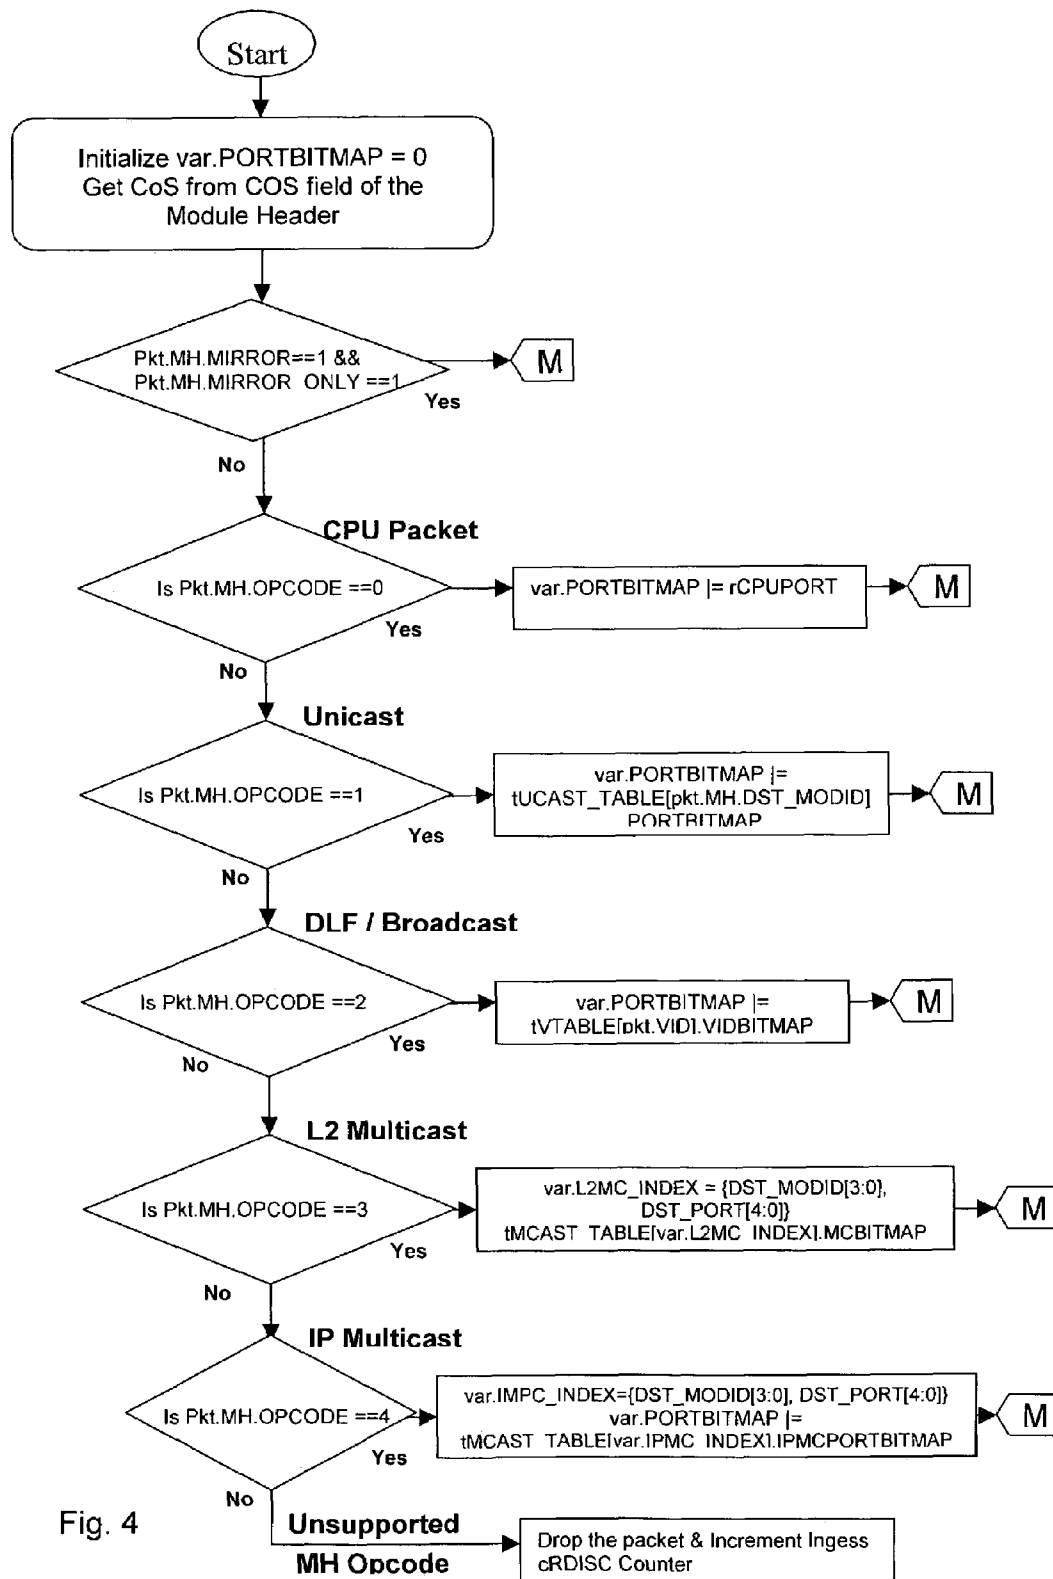 Start
Initialize var.PORTBITMAP = 0
Get CoS from COS field of the
Module Header
Pkt.MH.MIRROR==1 &&
Pkt.MH.MIRROR_ONLY ==1
Yes
M
No
CPU Packet
Is Pkt.MH.OPCODE ==0
Yes
var.PORTBITMAP |= rCPUPORT
M
No
Unicast
Is Pkt.MH.OPCODE ==1
Yes
var.PORTBITMAP |=
tUCAST_TABLE[pkt.MH.DST_MODID]
PORTBITMAP
M
No
DLF / Broadcast
Is Pkt.MH.OPCODE ==2
Yes
var.PORTBITMAP |=
tVTABLE[pkt.VID].VIDBITMAP
M
No
L2 Multicast
Is Pkt.MH.OPCODE ==3
Yes
var.L2MC_INDEX = {DST_MODID[3:0],
DST_PORT[4:0]}
tMCAST_TABLE[var.L2MC_INDEX].MCBITMAP
M
No
IP Multicast
Is Pkt.MH.OPCODE ==4
Yes
var.IMPC_INDEX={DST_MODID[3:0], DST_PORT[4:0]}
var.PORTBITMAP |=
tMCAST_TABLE[var.IPMC_INDEX].IPMCPORTBITMAP
M
No
Unsupported
MH Opcode
Drop the packet & Increment Ingess
cRDISC Counter
Fig. 4